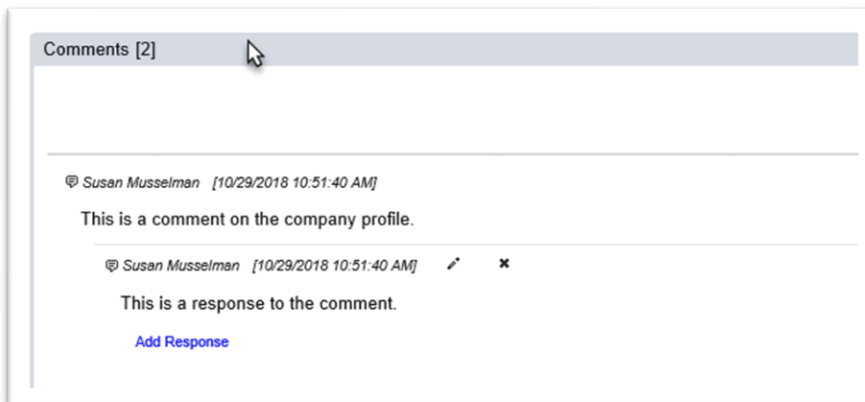 Comments [2]
Susan Musselman [10/29/2018 10:51:40 AM]
This is a comment on the company profile.
Susan Musselman [10/29/2018 10:51:40 AM]
This is a response to the comment.
Add Response